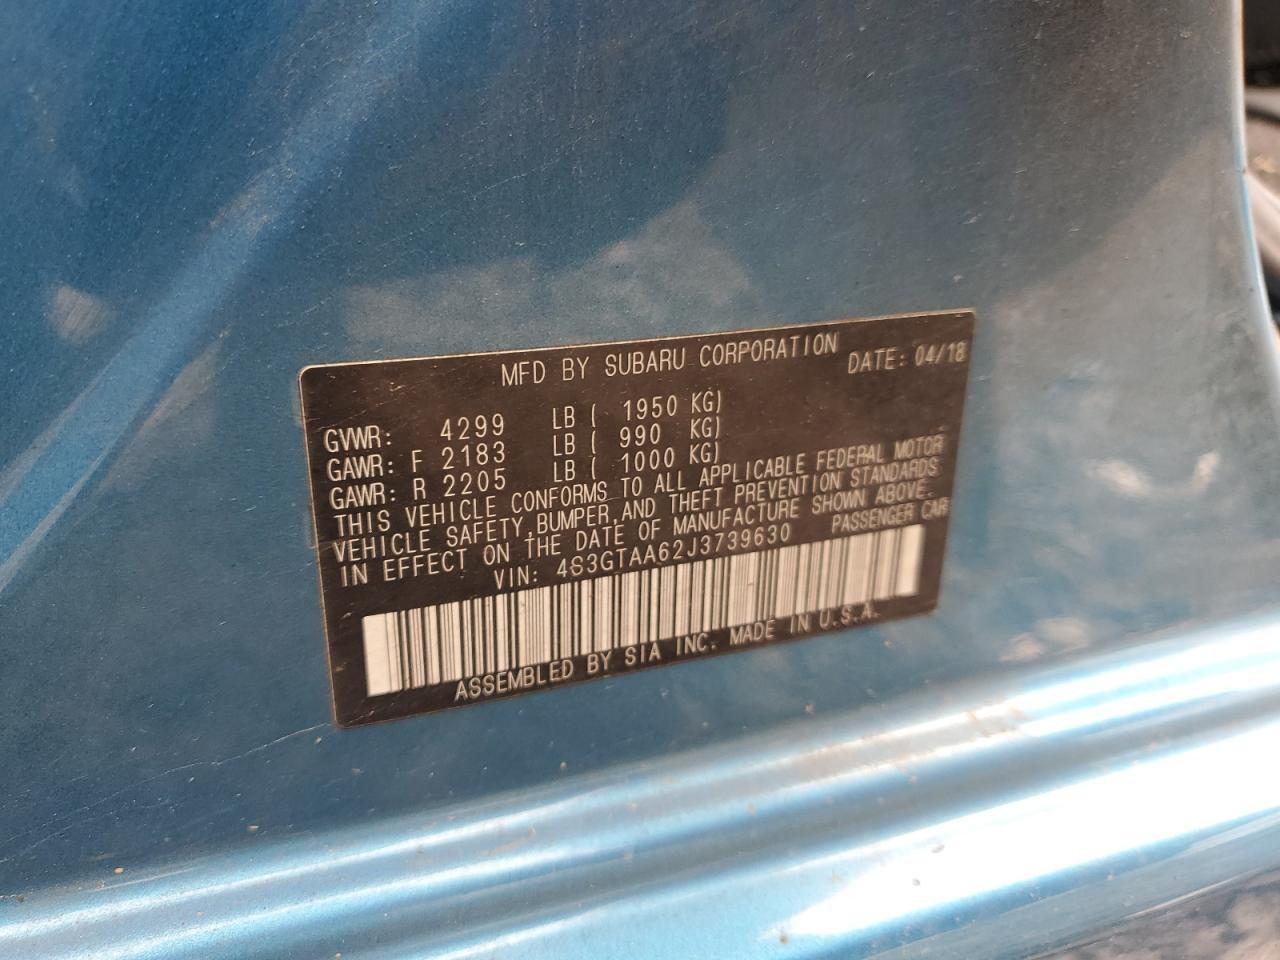 MFD BY SUBARU CORPORATION DATE: 04/18
GVWR: 4299 LB ( 1950 KG)
GAWR: F 2183 LB ( 990 KG)
GAWR: R 2205 LB ( 1000 KG)
THIS VEHICLE CONFORMS TO ALL APPLICABLE FEDERAL MOTOR
VEHICLE SAFETY, BUMPER, AND THEFT PREVENTION STANDARDS
IN EFFECT ON THE DATE OF MANUFACTURE SHOWN ABOVE.
VIN: 4S3GTAA62J3739630 PASSENGER CAR
ASSEMBLED BY SIA INC. MADE IN U.S.A.